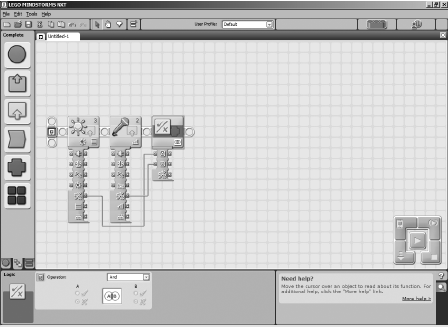 LEGO MINDSTORMS NXT
File Edit Tools Help
User Profile: Default
Complete
Untitled-1
3
2
Logic
Operation
And
A
B
A B
Need help?
Move the cursor over an object to read about its function. For
additional help, click the "More help" link.
More help >
?